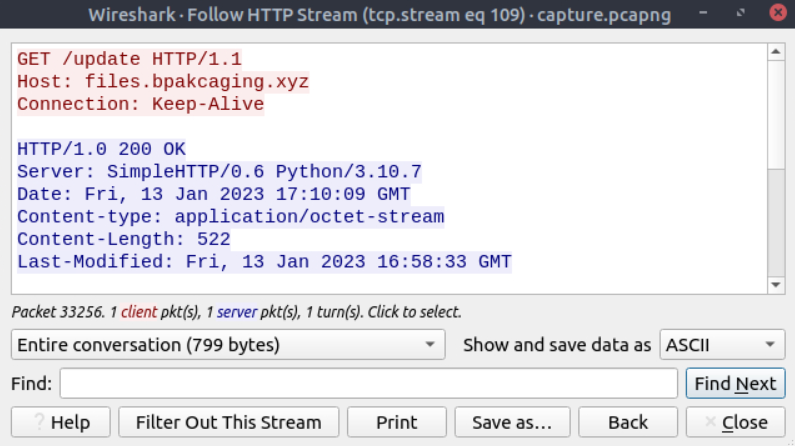 Wireshark · Follow HTTP Stream (tcp.stream eq 109) · capture.pcapng
GET /update HTTP/1.1
Host: files.bpakcaging.xyz
Connection: Keep-Alive
HTTP/1.0 200 OK
Server: SimpleHTTP/0.6 Python/3.10.7
Date: Fri, 13 Jan 2023 17:10:09 GMT
Content-type: application/octet-stream
Content-Length: 522
Last-Modified: Fri, 13 Jan 2023 16:58:33 GMT
Packet 33256. 1 client pkt(s), 1 server pkt(s), 1 turn(s). Click to select.
Entire conversation (799 bytes) Show and save data as ASCII
Find: Find Next
? Help Filter Out This Stream Print Save as… Back Close